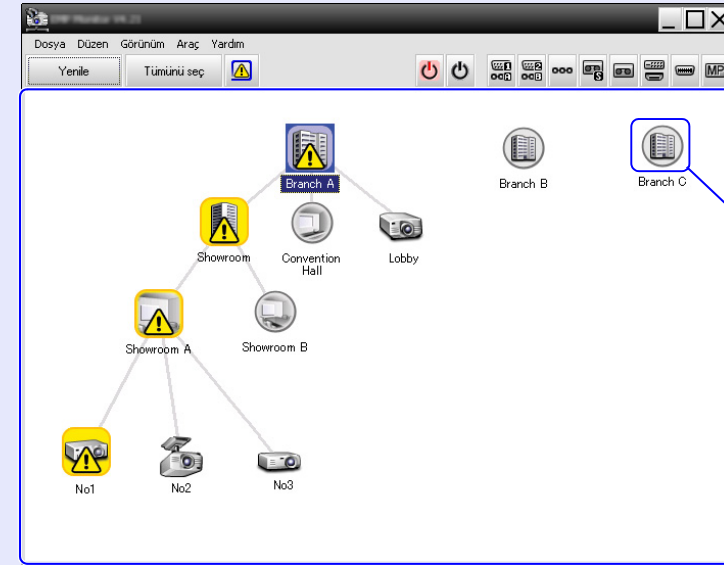 Dosya Düzen Görünüm Araç Yardım
Yenile Tümünü seç
MP
Branch A Branch B Branch C
Showroom Convention Hall Lobby
Showroom A Showroom B
No1 No2 No3